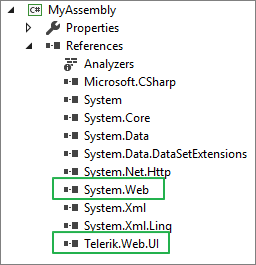 MyAssembly
Properties
References
Analyzers
Microsoft.CSharp
System
System.Core
System.Data
System.Data.DataSetExtensions
System.Net.Http
System.Web
System.Xml
System.Xml.Linq
Telerik.Web.UI